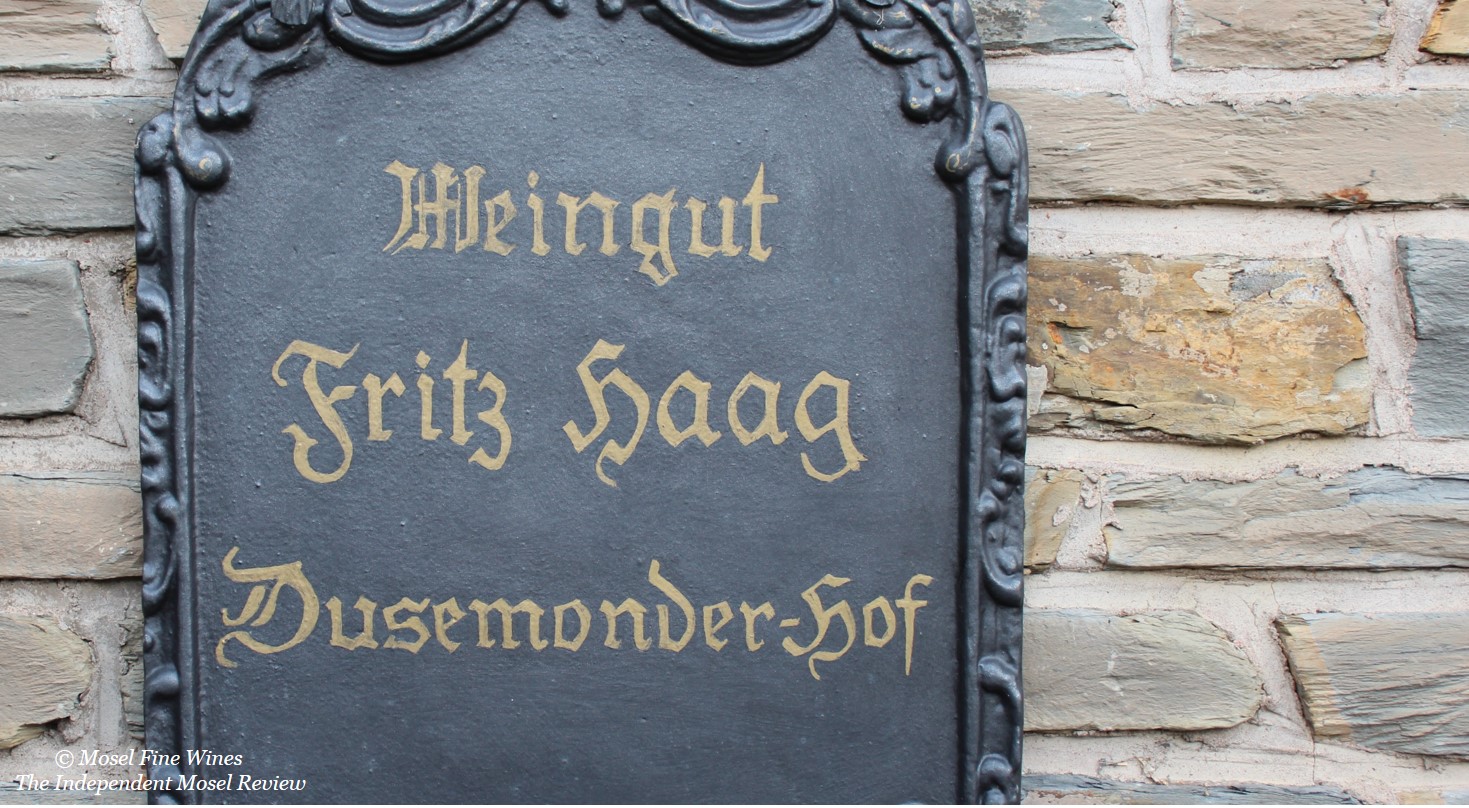 Weingut
Fritz Haag
Dusemonder-Hof
© Mosel Fine Wines
The Independent Mosel Review